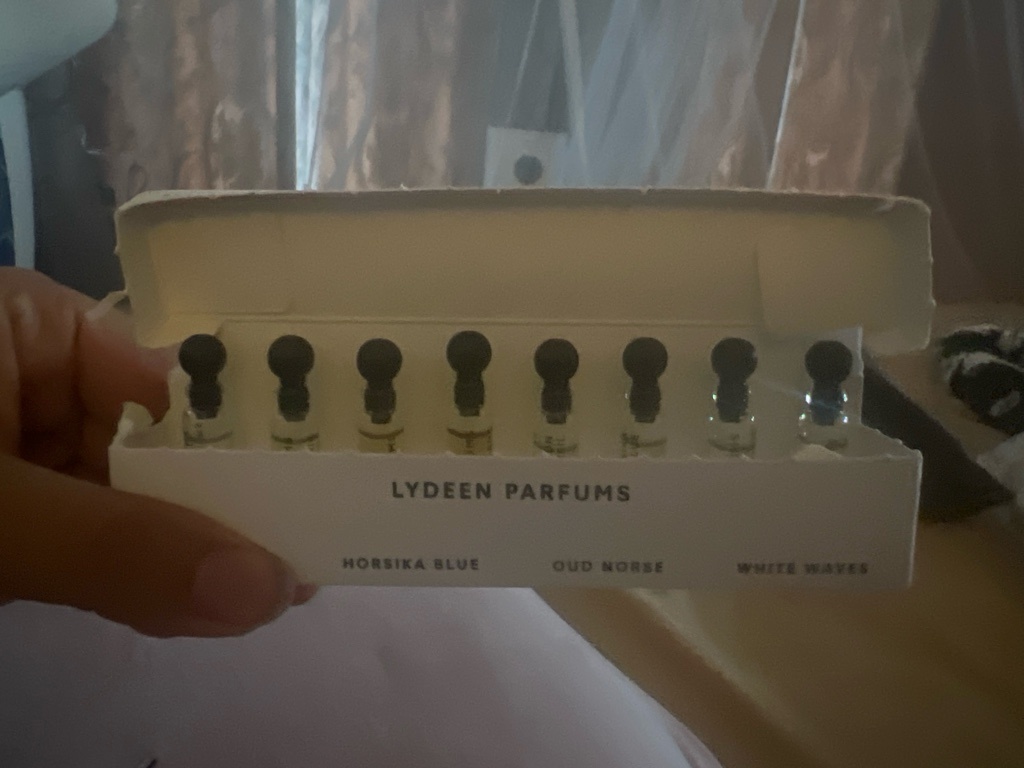 LYDEEN PARFUMS
HORSIKA BLUE OUD NORSE WHITE WAVES